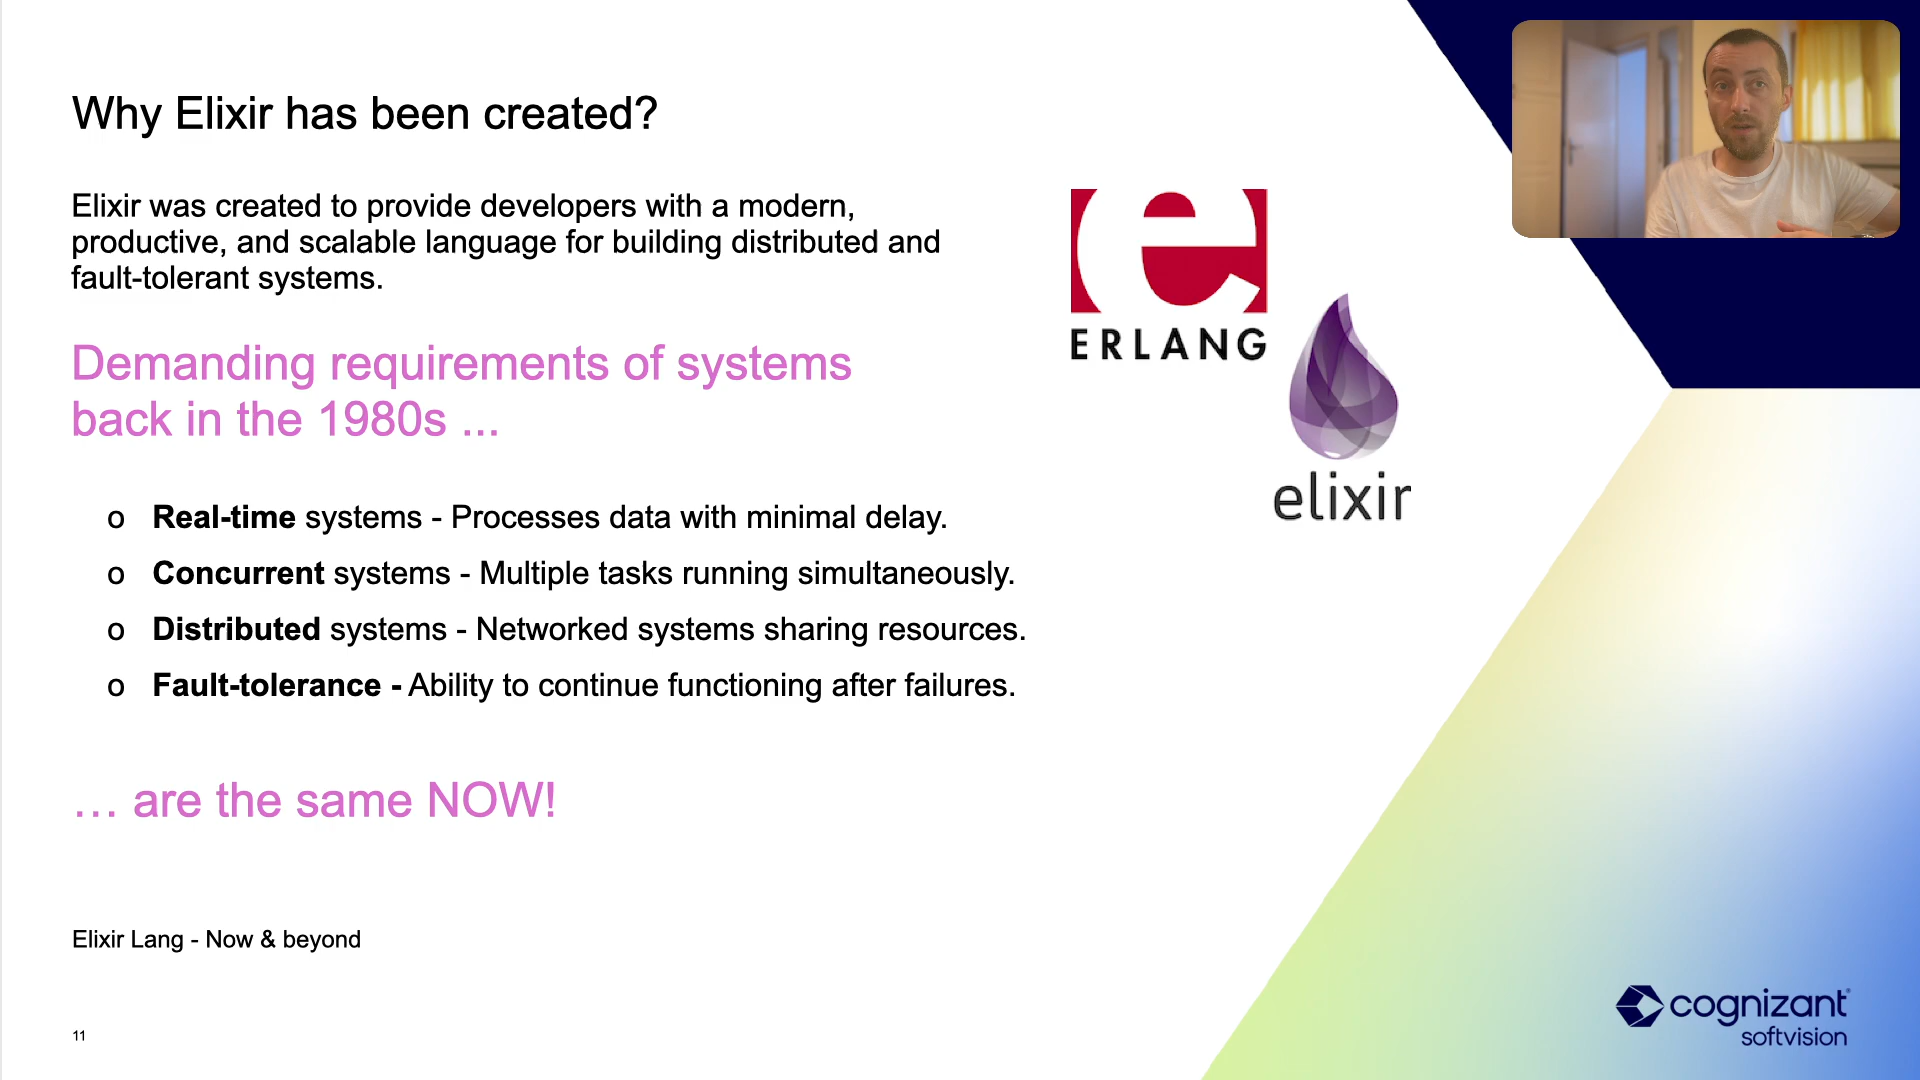 Why Elixir has been created?
Elixir was created to provide developers with a modern,
productive, and scalable language for building distributed and
fault-tolerant systems.
Demanding requirements of systems
back in the 1980s ...
o Real-time systems - Processes data with minimal delay.
o Concurrent systems - Multiple tasks running simultaneously.
o Distributed systems - Networked systems sharing resources.
o Fault-tolerance - Ability to continue functioning after failures.
… are the same NOW!
e
ERLANG
elixir
Elixir Lang - Now & beyond
11
cognizant®
softvision